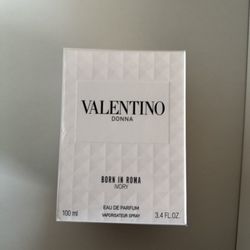 VALENTINO
DONNA
BORN IN ROMA
IVORY
EAU DE PARFUM
VAPORISATEUR SPRAY
100 ml
3.4 FL.OZ.